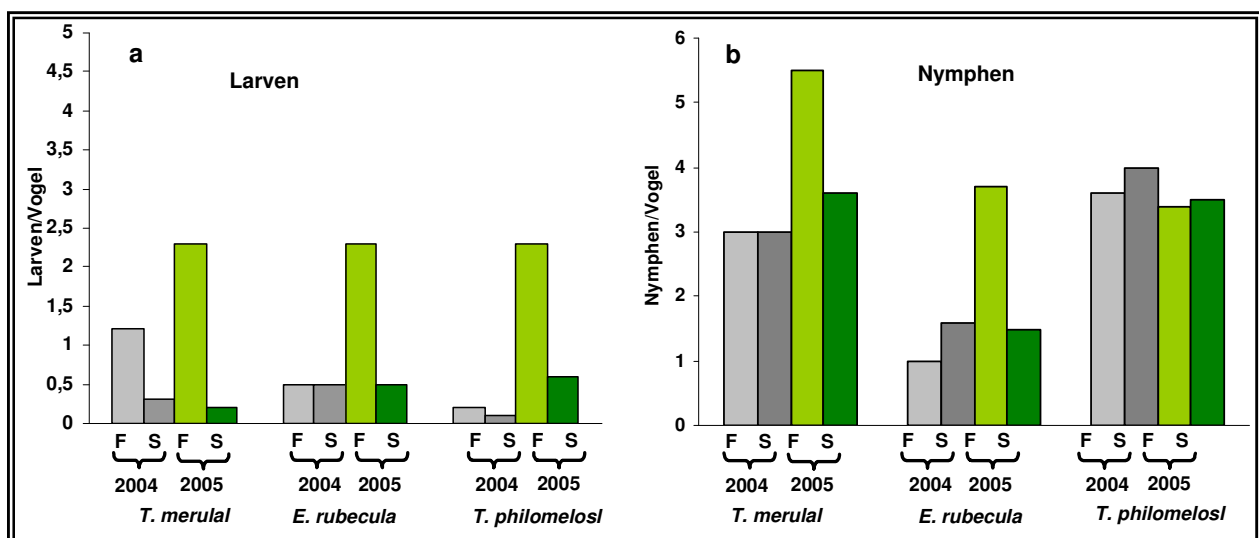 a
Larven
Larven/Vogel
5
4,5
4
3,5
3
2,5
2
1,5
1
0,5
0
F S F S F S F S F S F S
2004 2005 2004 2005 2004 2005
T. merulal E. rubecula T. philomelosl
b
Nymphen
Nymphen/Vogel
6
5
4
3
2
1
0
F S F S F S F S F S F S
2004 2005 2004 2005 2004 2005
T. merulal E. rubecula T. philomelosl